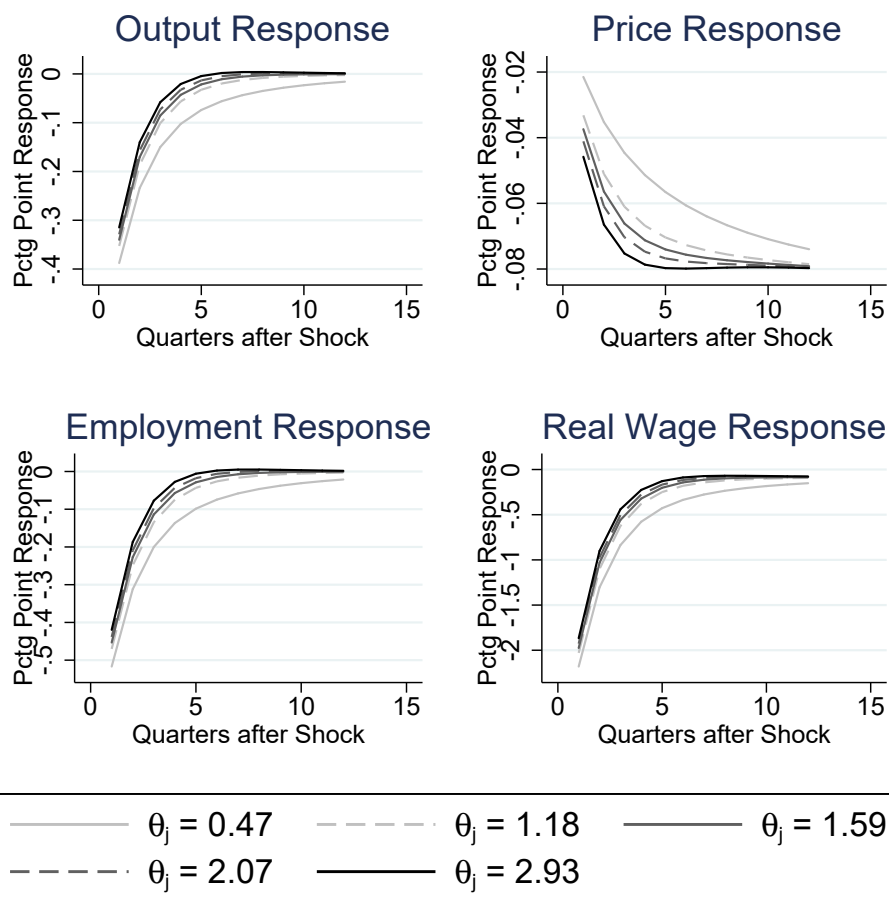 Output Response
Pctg Point Response
0
-.1
-.2
-.3
-.4
0 5 10 15
Quarters after Shock
Price Response
Pctg Point Response
-.02
-.04
-.06
-.08
0 5 10 15
Quarters after Shock
Employment Response
Pctg Point Response
0
-.1
-.2
-.3
-.4
-.5
0 5 10 15
Quarters after Shock
Real Wage Response
Pctg Point Response
0
-.5
-1
-1.5
-2
0 5 10 15
Quarters after Shock
θj = 0.47 θj = 1.18 θj = 1.59
θj = 2.07 θj = 2.93